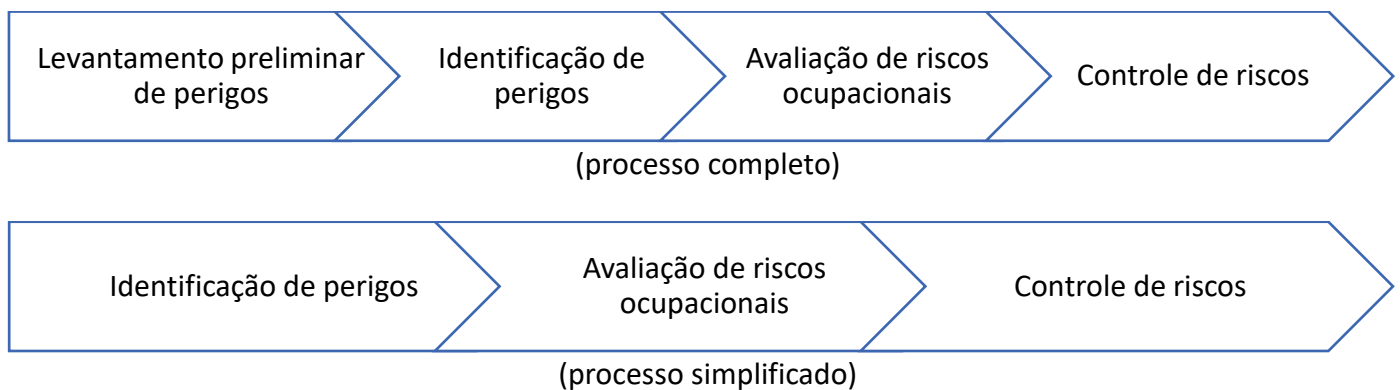 Levantamento preliminar
de perigos
Identificação de
perigos
Avaliação de riscos
ocupacionais
Controle de riscos
(processo completo)
Identificação de perigos
Avaliação de riscos
ocupacionais
Controle de riscos
(processo simplificado)